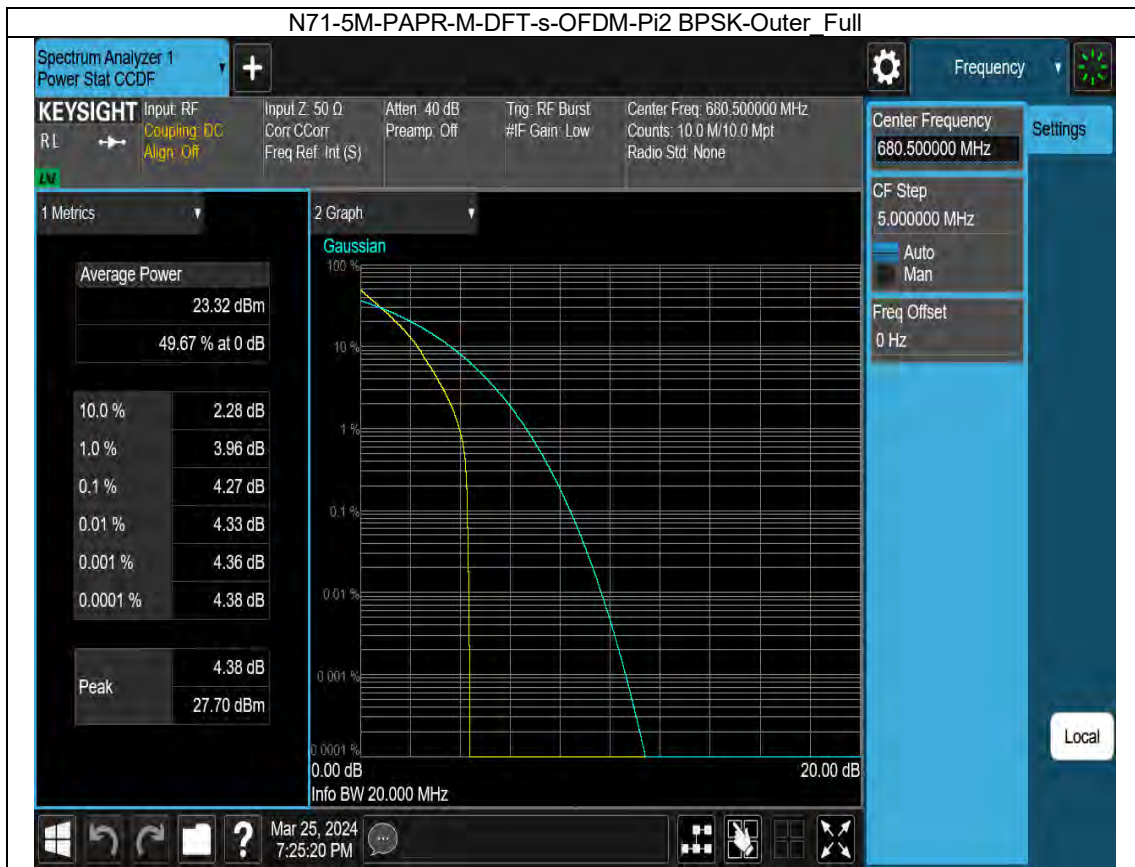 N71-5M-PAPR-M-DFT-s-OFDM-Pi2 BPSK-Outer_Full
Spectrum Analyzer 1
Power Stat CCDF
Frequency
KEYSIGHT
Input: RF
Coupling: DC
Align: Off
Input Z: 50 Ω
Corr CCorr
Freq Ref: Int (S)
Atten: 40 dB
Preamp: Off
Trig: RF Burst
#IF Gain: Low
Center Freq: 680.500000 MHz
Counts: 10.0 M/10.0 Mpt
Radio Std: None
R L
Center Frequency
680.500000 MHz
Settings
CF Step
5.000000 MHz
Auto
Man
Freq Offset
0 Hz
1 Metrics
2 Graph
Average Power
23.32 dBm
49.67 % at 0 dB
10.0 % 2.28 dB
1.0 % 3.96 dB
0.1 % 4.27 dB
0.01 % 4.33 dB
0.001 % 4.36 dB
0.0001 % 4.38 dB
Peak
4.38 dB
27.70 dBm
Gaussian
100 %
10 %
1 %
0.1 %
0.01 %
0.001 %
0.0001 %
0.00 dB
20.00 dB
Info BW 20.000 MHz
Local
?
Mar 25, 2024
7:25:20 PM